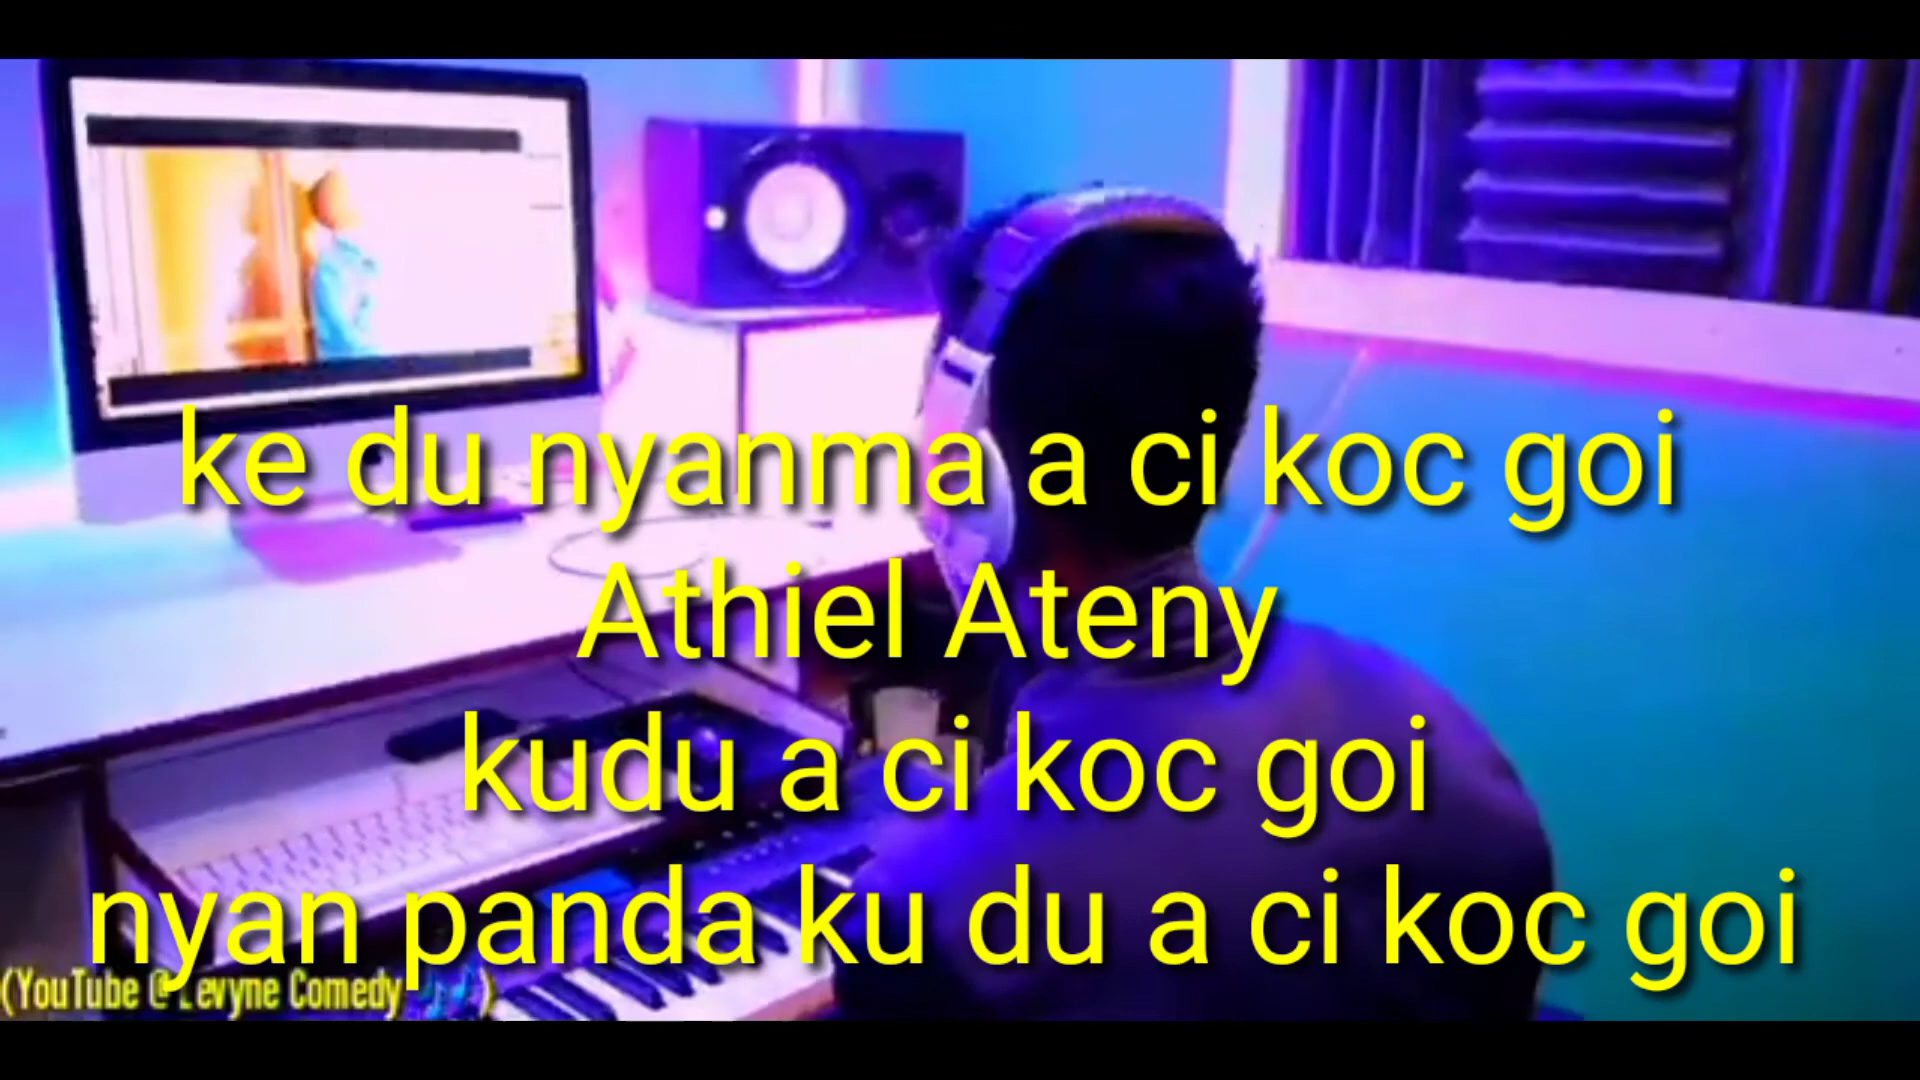 ke du nyanma a ci koc goi
Athiel Ateny
kudu a ci koc goi
nyan panda ku du a ci koc goi
(YouTube @Levyne Comedy 🎶)